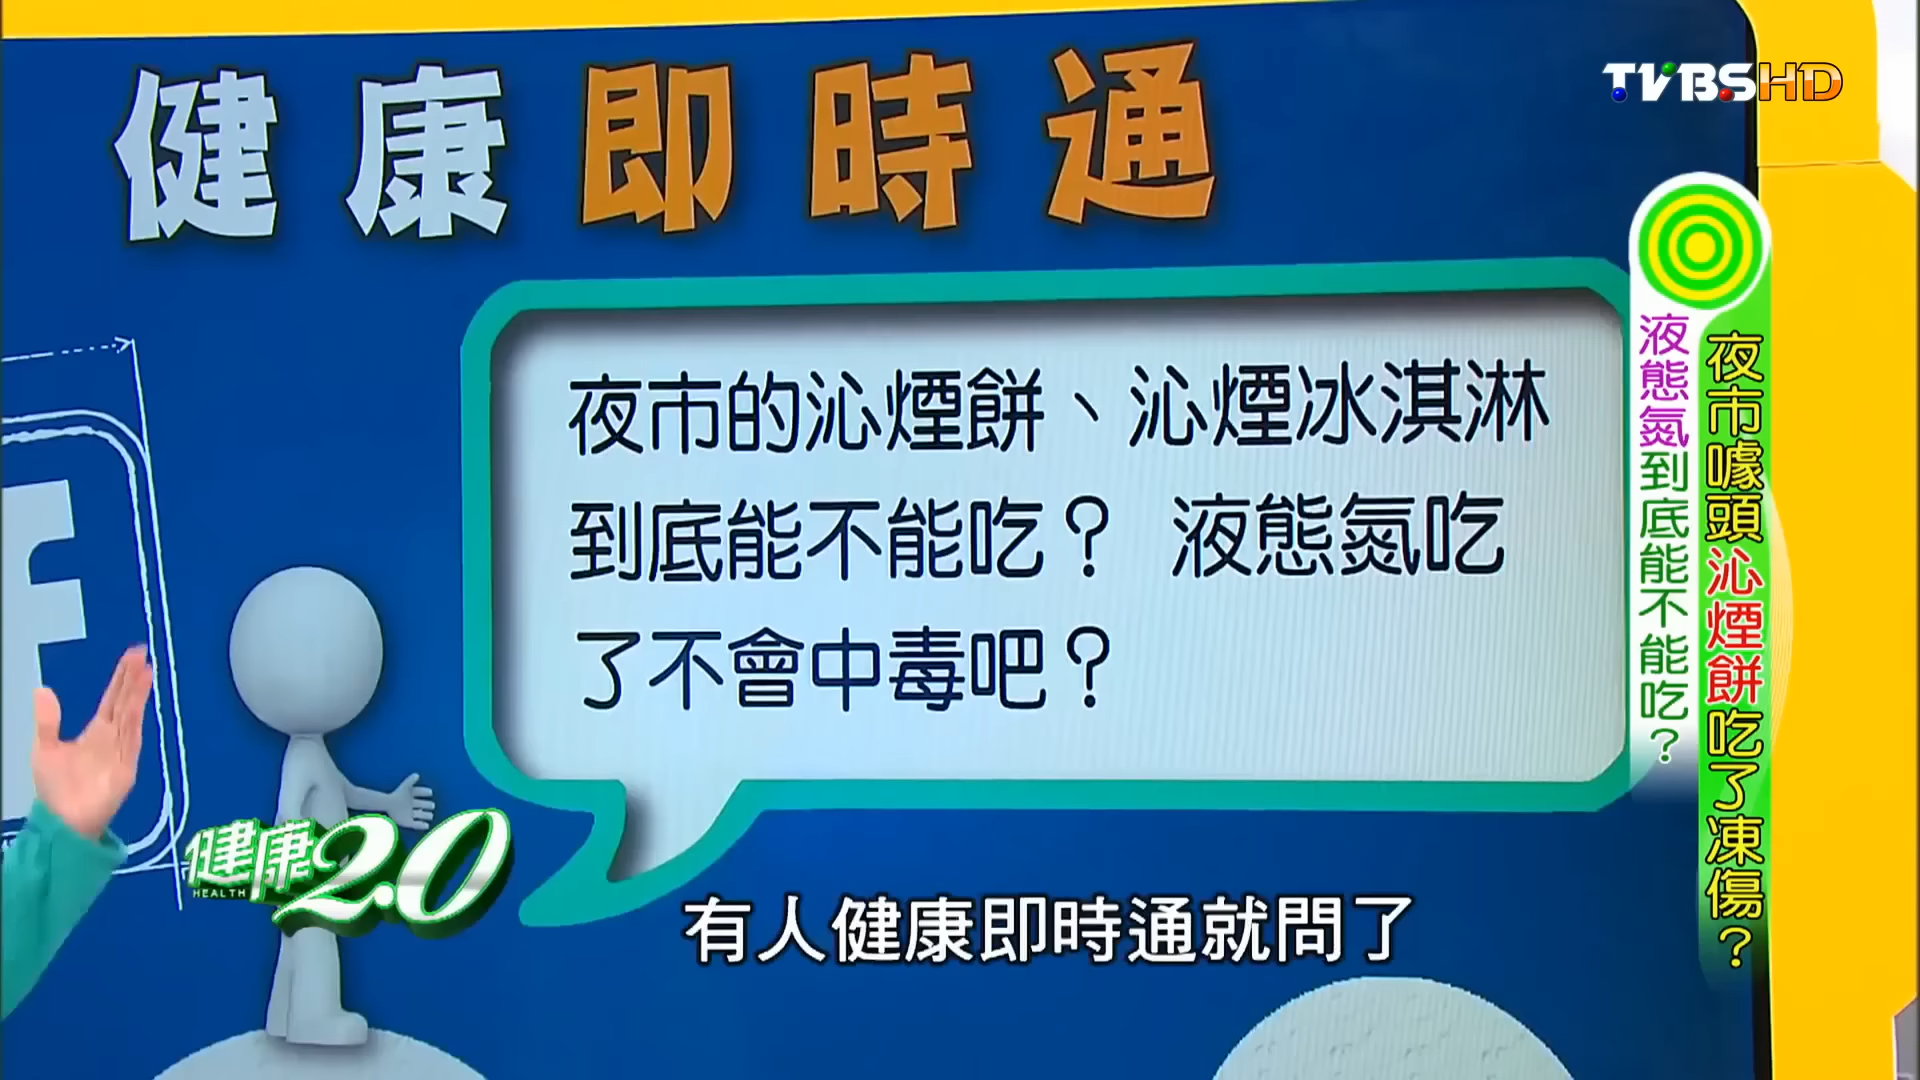 健康即時通
TVBS HD
夜市的沁煙餅、沁煙冰淇淋
到底能不能吃？ 液態氮吃
了不會中毒吧？
夜市噱頭沁煙餅吃了凍傷？
液態氮到底能不能吃？
f
健康2.0
HEALTH
有人健康即時通就問了